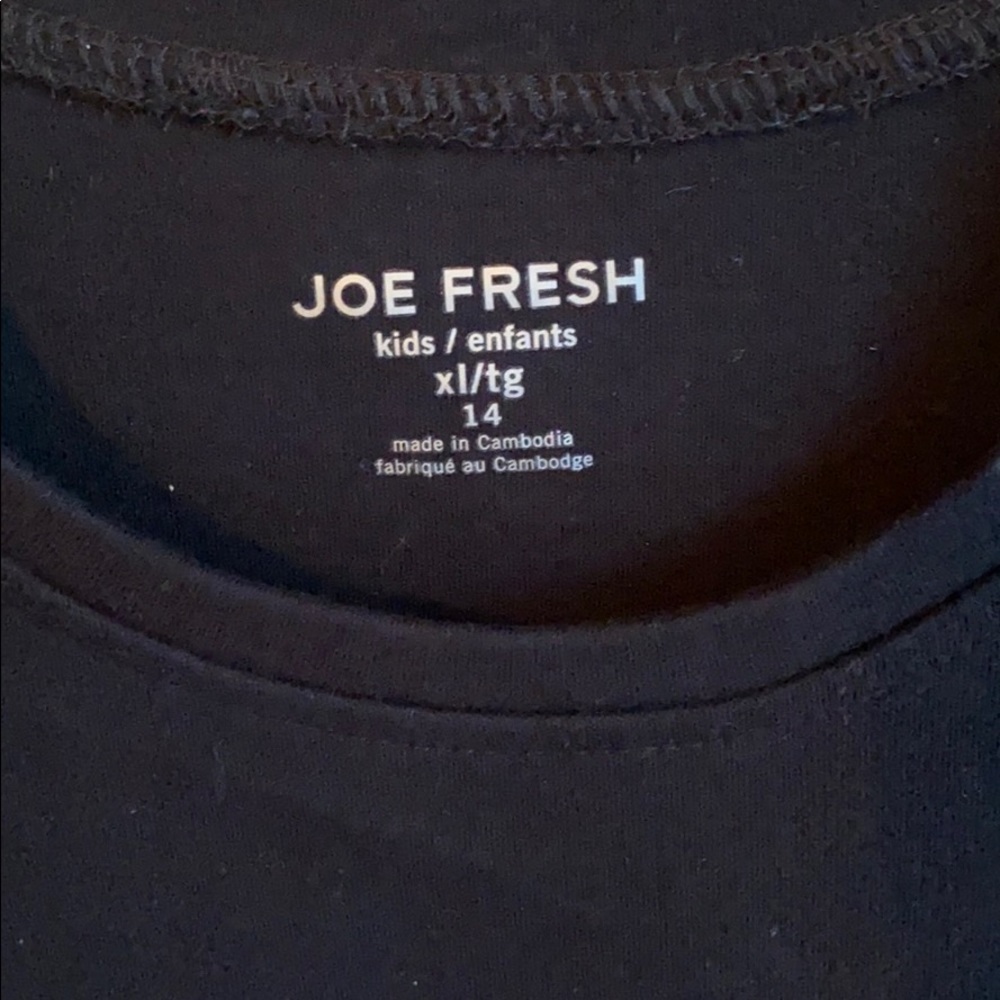 JOE FRESH
kids / enfants
xl/tg
14
made in Cambodia
fabriqué au Cambodge